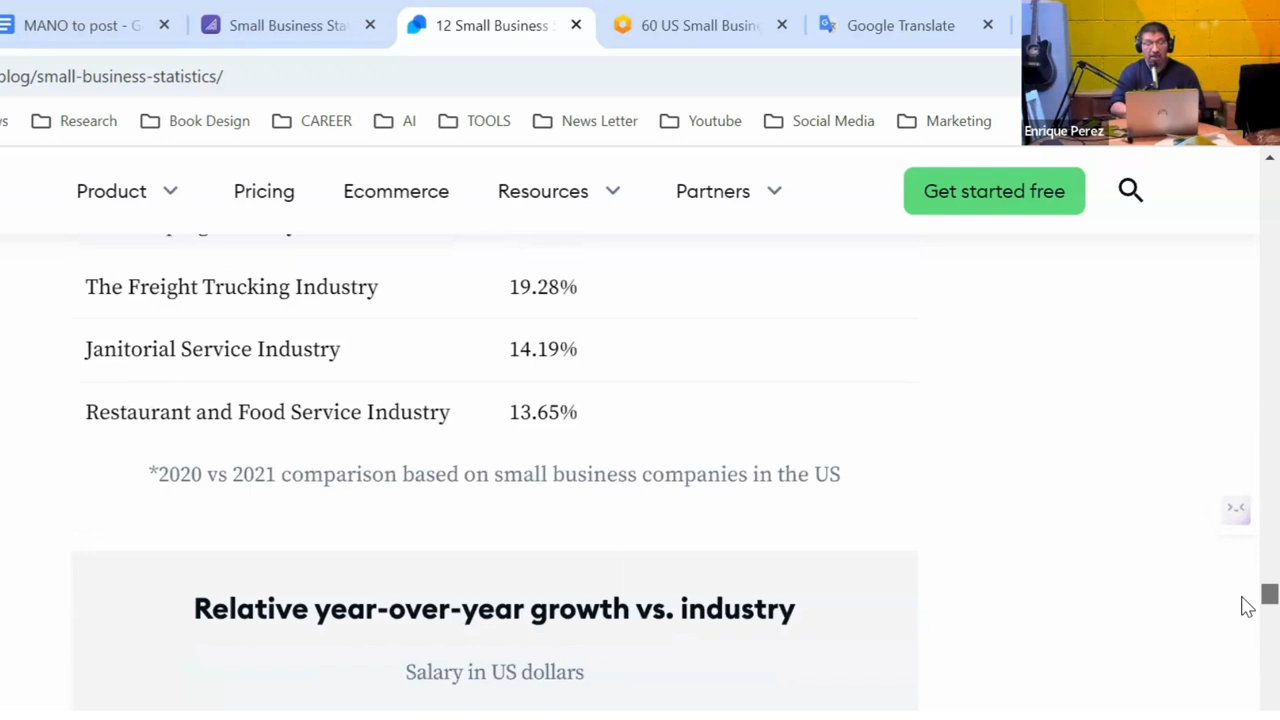 MANO to post - G
Small Business Sta
12 Small Business S
60 US Small Busin
Google Translate
blog/small-business-statistics/
Research
Book Design
CAREER
AI
TOOLS
News Letter
Youtube
Social Media
Marketing
Enrique Perez
Product
Pricing
Ecommerce
Resources
Partners
Get started free
The Freight Trucking Industry 19.28%
Janitorial Service Industry 14.19%
Restaurant and Food Service Industry 13.65%
*2020 vs 2021 comparison based on small business companies in the US
Relative year-over-year growth vs. industry
Salary in US dollars